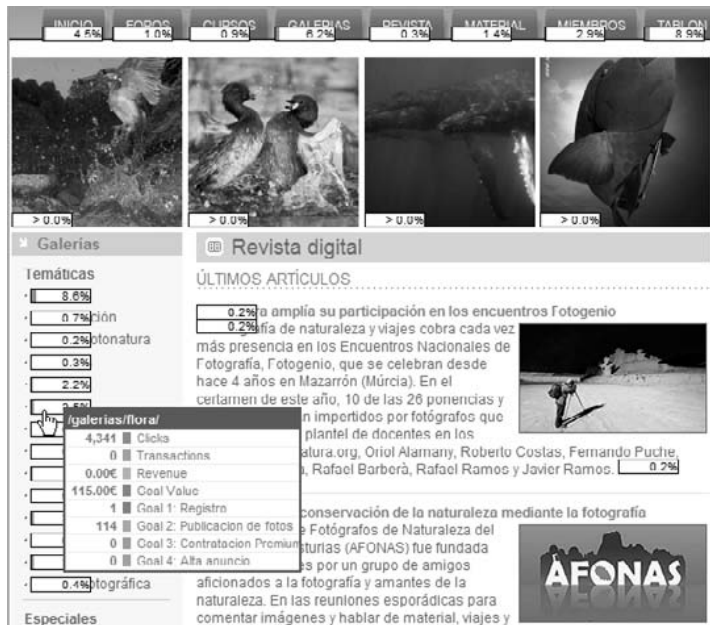 INICIO FOROS CURSOS GALERIAS REVISTA MATERIAL MIEMBROS TABLON
4.5% 1.0% 0.9% 6.2% 0.3% 1.4% 2.9% 8.9%
> 0.0% > 0.0% > 0.0% > 0.0%
Galerías
Temáticas
8.6%
0.7% ción
0.2% otonatura
0.3%
2.2%
/galerias/flora/
4,341 Clicks
0 Transactions
0.00€ Revenue
115.00€ Goal Value
1 Goal 1: Registro
114 Goal 2: Publicacion de fotos
0 Goal 3: Contratacion Premium
0 Goal 4: Alta anuncio
0.4% otográfica
Especiales
Revista digital
ÚLTIMOS ARTÍCULOS
0.2% ra amplía su participación en los encuentros Fotogenio
0.2% fía de naturaleza y viajes cobra cada vez
más presencia en los Encuentros Nacionales de
Fotografía, Fotogenio, que se celebran desde
hace 4 años en Mazarrón (Múrcia). En el
certamen de este año, 10 de las 26 ponencias y
n impertidos por fotógrafos que
plantel de docentes en los
atura.org, Oriol Alamany, Roberto Costas, Fernando Puche,
, Rafael Barberà, Rafael Ramos y Javier Ramos. 0.2%
conservación de la naturaleza mediante la fotografía
e Fotógrafos de Naturaleza del
sturias (AFONAS) fue fundada
es por un grupo de amigos
aficionados a la fotografía y amantes de la
naturaleza. En las reuniones esporádicas para
comentar imágenes y hablar de material, viajes y
AFONAS